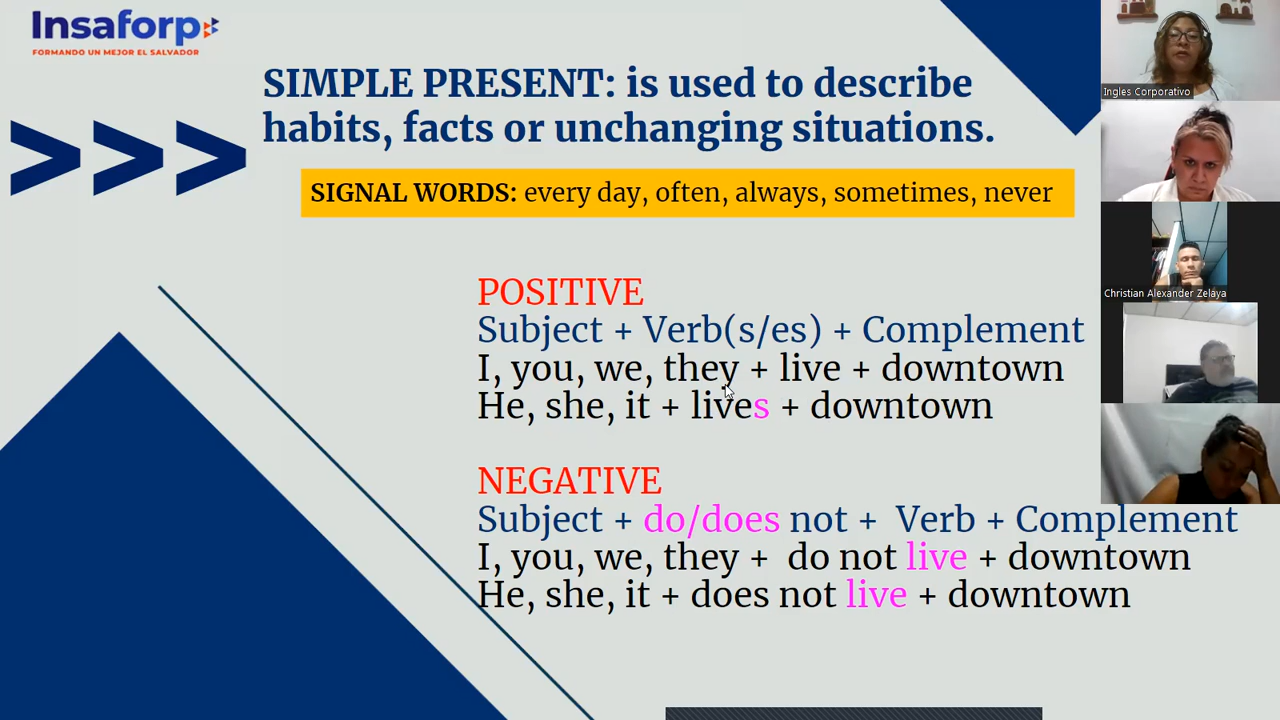 Insaforp
FORMANDO UN MEJOR EL SALVADOR
SIMPLE PRESENT: is used to describe
habits, facts or unchanging situations.
>>>
SIGNAL WORDS: every day, often, always, sometimes, never
POSITIVE
Subject + Verb(s/es) + Complement
I, you, we, they + live + downtown
He, she, it + lives + downtown
NEGATIVE
Subject + do/does not + Verb + Complement
I, you, we, they + do not live + downtown
He, she, it + does not live + downtown
Ingles Corporativo
Christian Alexander Zelaya